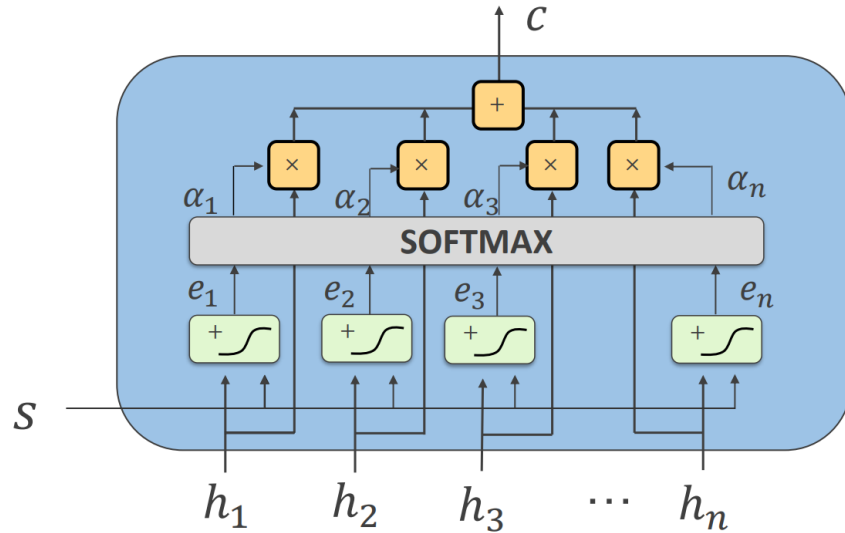 c
+
× × × ×
α₁ α₂ α₃ αₙ
SOFTMAX
e₁ e₂ e₃ eₙ
+ + + +
s
h₁ h₂ h₃ ⋯ hₙ